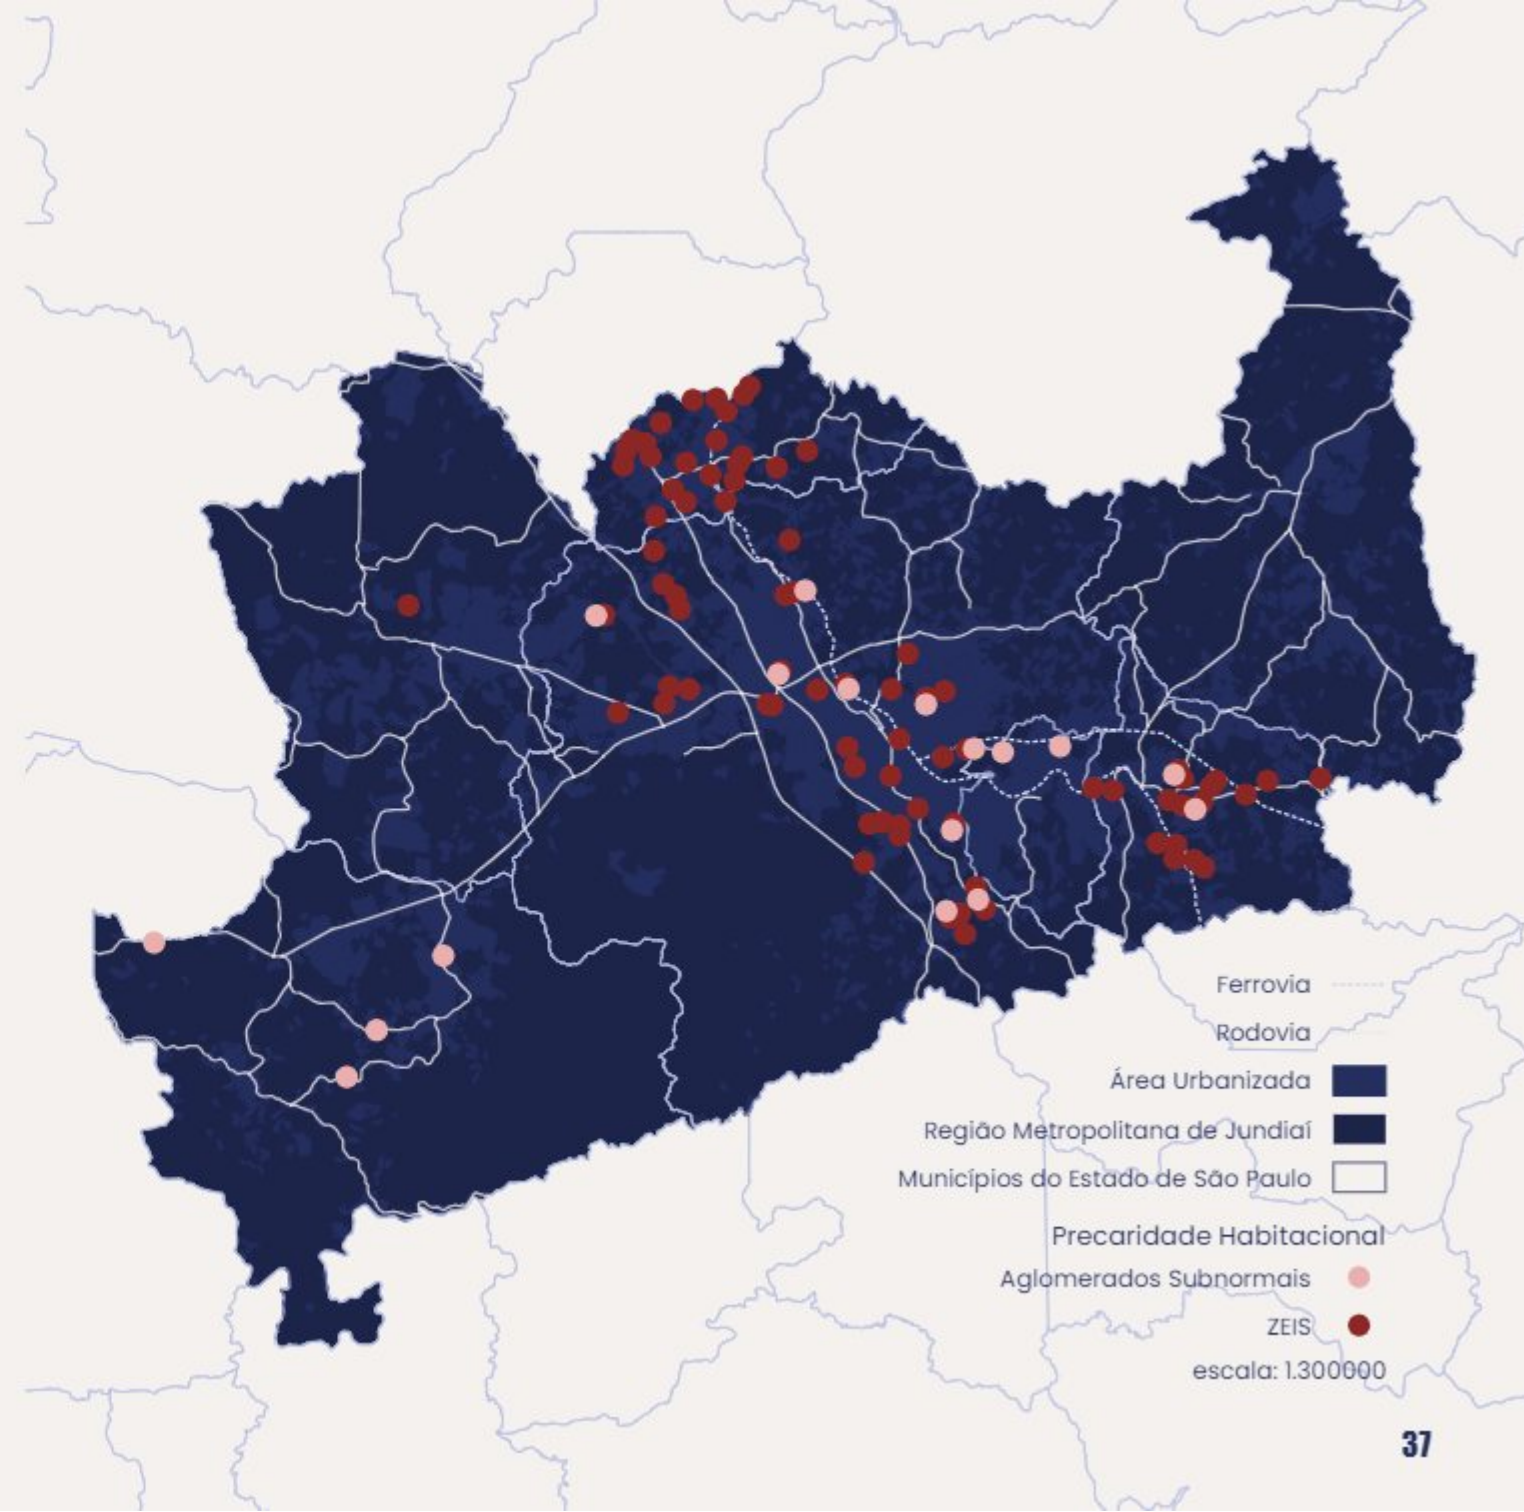 Ferrovia
Rodovia
Área Urbanizada
Região Metropolitana de Jundiaí
Municípios do Estado de São Paulo
Precaridade Habitacional
Aglomerados Subnormais
ZEIS
escala: 1.300000
37